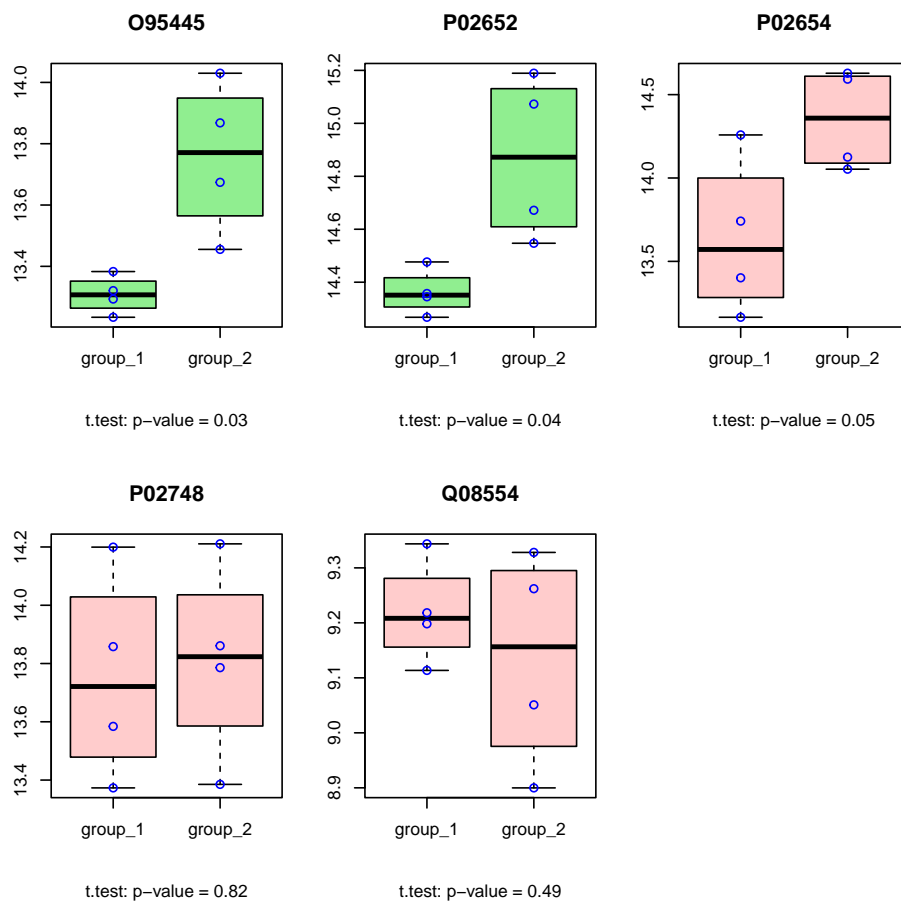 O95445
14.0
13.8
13.6
13.4
group_1 group_2
t.test: p−value = 0.03
P02652
15.2
15.0
14.8
14.6
14.4
group_1 group_2
t.test: p−value = 0.04
P02654
14.5
14.0
13.5
group_1 group_2
t.test: p−value = 0.05
P02748
14.2
14.0
13.8
13.6
13.4
group_1 group_2
t.test: p−value = 0.82
Q08554
9.3
9.2
9.1
9.0
8.9
group_1 group_2
t.test: p−value = 0.49